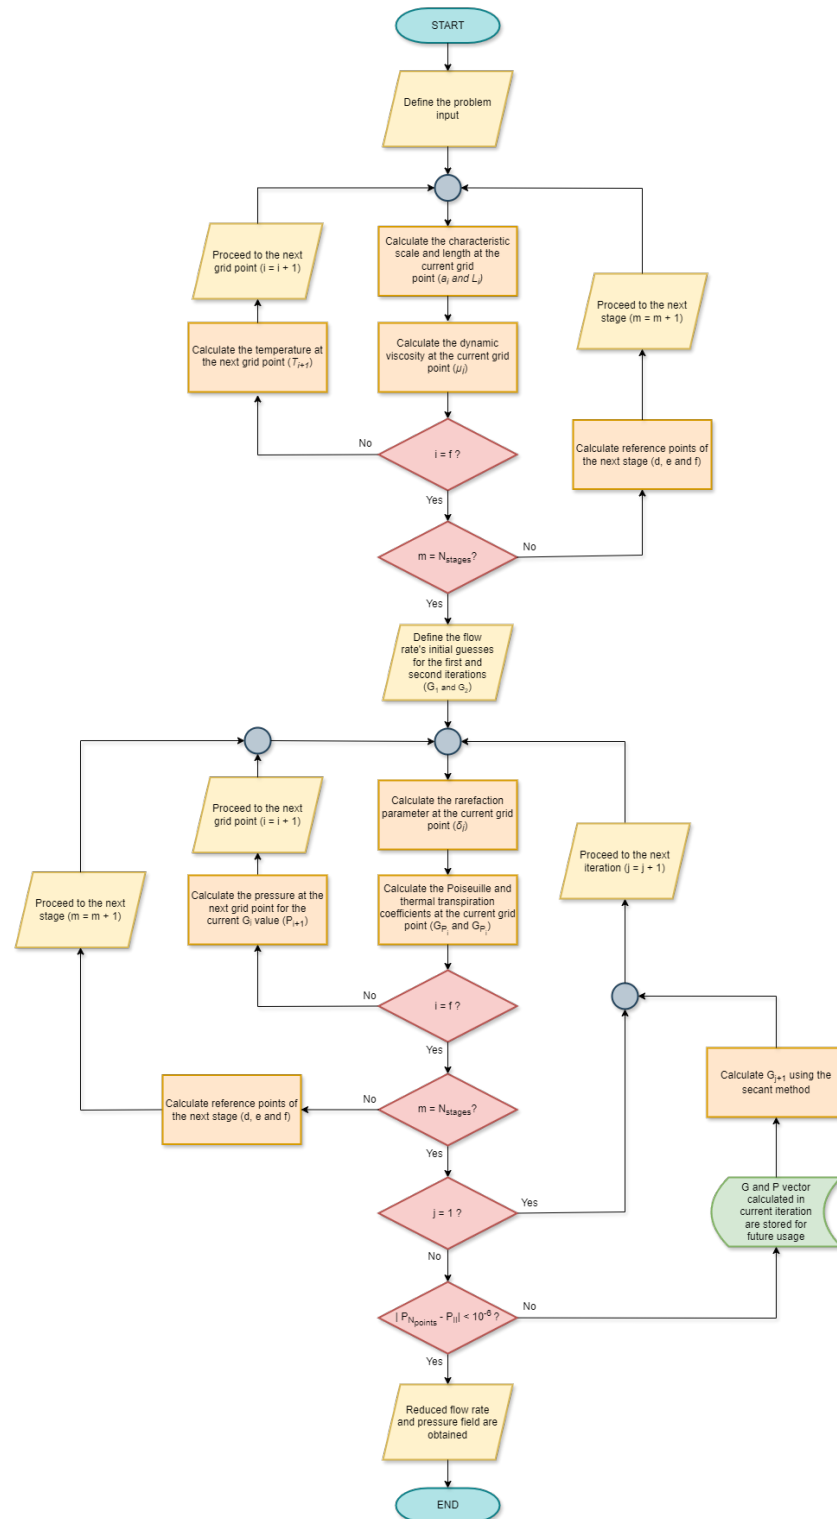 START
Define the problem
input
Calculate the characteristic
scale and length at the
current grid
point (aᵢ and Lᵢ)
Proceed to the next
grid point (i = i + 1)
Proceed to the next
stage (m = m + 1)
Calculate the temperature at
the next grid point (Tᵢ₊₁)
Calculate the dynamic
viscosity at the current grid
point (μᵢ)
No
i = f ?
Calculate reference points of
the next stage (d, e and f)
Yes
m = N_stages?
No
Yes
Define the flow
rate's initial guesses
for the first and
second iterations
(G₁ and G₂)
Calculate the rarefaction
parameter at the current grid
point (δᵢ)
Proceed to the next
grid point (i = i + 1)
Proceed to the next
iteration (j = j + 1)
Proceed to the next
stage (m = m + 1)
Calculate the pressure at the
next grid point for the
current Gᵢ value (Pᵢ₊₁)
Calculate the Poiseuille and
thermal transpiration
coefficients at the current grid
point (G_Pᵢ and G_Pᵢ)
No
i = f ?
Yes
Calculate G_j+1 using the
secant method
Calculate reference points of
the next stage (d, e and f)
No
m = N_stages?
Yes
j = 1 ?
Yes
G and P vector
calculated in
current iteration
are stored for
future usage
No
| P_N_points - P_II| < 10⁻⁶ ?
No
Yes
Reduced flow rate
and pressure field are
obtained
END